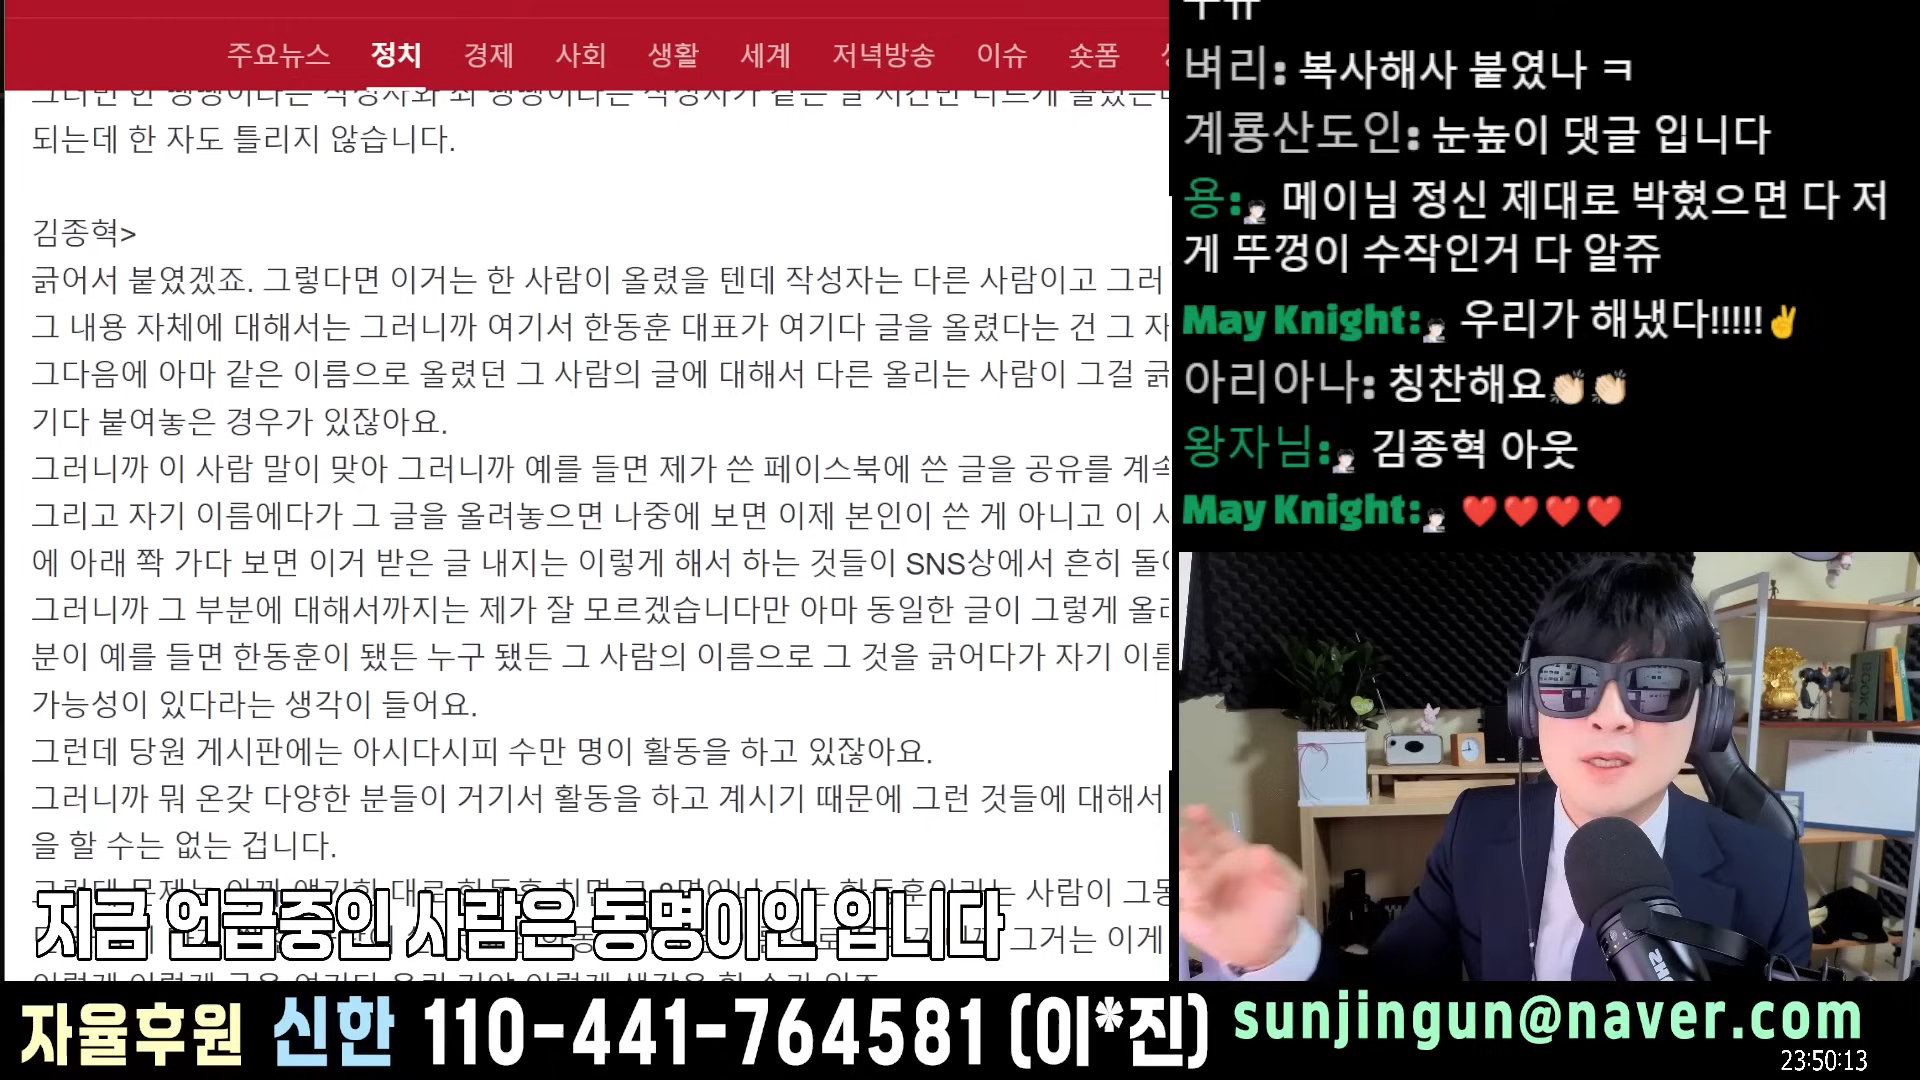 주요뉴스 정치 경제 사회 생활 세계 저녁방송 이슈 숏폼
되는데 한 자도 틀리지 않습니다.
김종혁>
긁어서 붙였겠죠. 그렇다면 이거는 한 사람이 올렸을 텐데 작성자는 다른 사람이고 그러
그 내용 자체에 대해서는 그러니까 여기서 한동훈 대표가 여기다 글을 올렸다는 건 그 자
그다음에 아마 같은 이름으로 올렸던 그 사람의 글에 대해서 다른 올리는 사람이 그걸 긁
기다 붙여놓은 경우가 있잖아요.
그러니까 이 사람 말이 맞아 그러니까 예를 들면 제가 쓴 페이스북에 쓴 글을 공유를 계속
그리고 자기 이름에다가 그 글을 올려놓으면 나중에 보면 이제 본인이 쓴 게 아니고 이 사
에 아래 쫙 가다 보면 이거 받은 글 내지는 이렇게 해서 하는 것들이 SNS상에서 흔히
그러니까 그 부분에 대해서까지는 제가 잘 모르겠습니다만 아마 동일한 글이 그렇게
분이 예를 들면 한동훈이 됐든 누구 됐든 그 사람의 이름으로 그 것을 긁어다가 자기
가능성이 있다라는 생각이 들어요.
그런데 당원 게시판에는 아시다시피 수만 명이 활동을 하고 있잖아요.
그러니까 뭐 온갖 다양한 분들이 거기서 활동을 하고 계시기 때문에 그런 것들에 대해서
을 할 수는 없는 겁니다.
사람이
그거는 이게
지금 언급중인 사람은 동명이인 입니다
벼리: 복사해사 붙였나 ㅋ
계룡산도인: 눈높이 댓글 입니다
용: 메이님 정신 제대로 박혔으면 다 저
게 뚜껑이 수작인거 다 알쥬
May Knight: 우리가 해냈다!!!!!✌
아리아나: 칭찬해요👏🏻👏🏻
왕자님: 김종혁 아웃
May Knight: ❤❤❤❤
자율후원 신한 110-441-764581 (이*진) sunjingun@naver.com
23:50:13